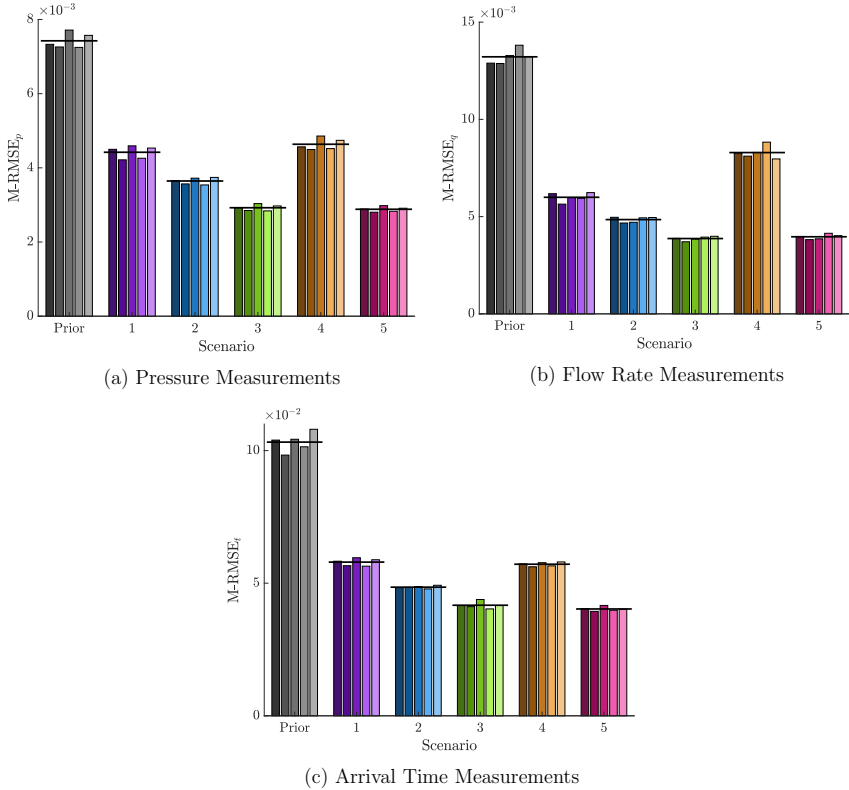 ×10⁻³
8
6
4
2
0
M-RMSEₚ
Prior 1 2 3 4 5
Scenario
(a) Pressure Measurements
×10⁻³
15
10
5
0
M-RMSE_q
Prior 1 2 3 4 5
Scenario
(b) Flow Rate Measurements
×10⁻²
10
5
0
M-RMSEₜ
Prior 1 2 3 4 5
Scenario
(c) Arrival Time Measurements